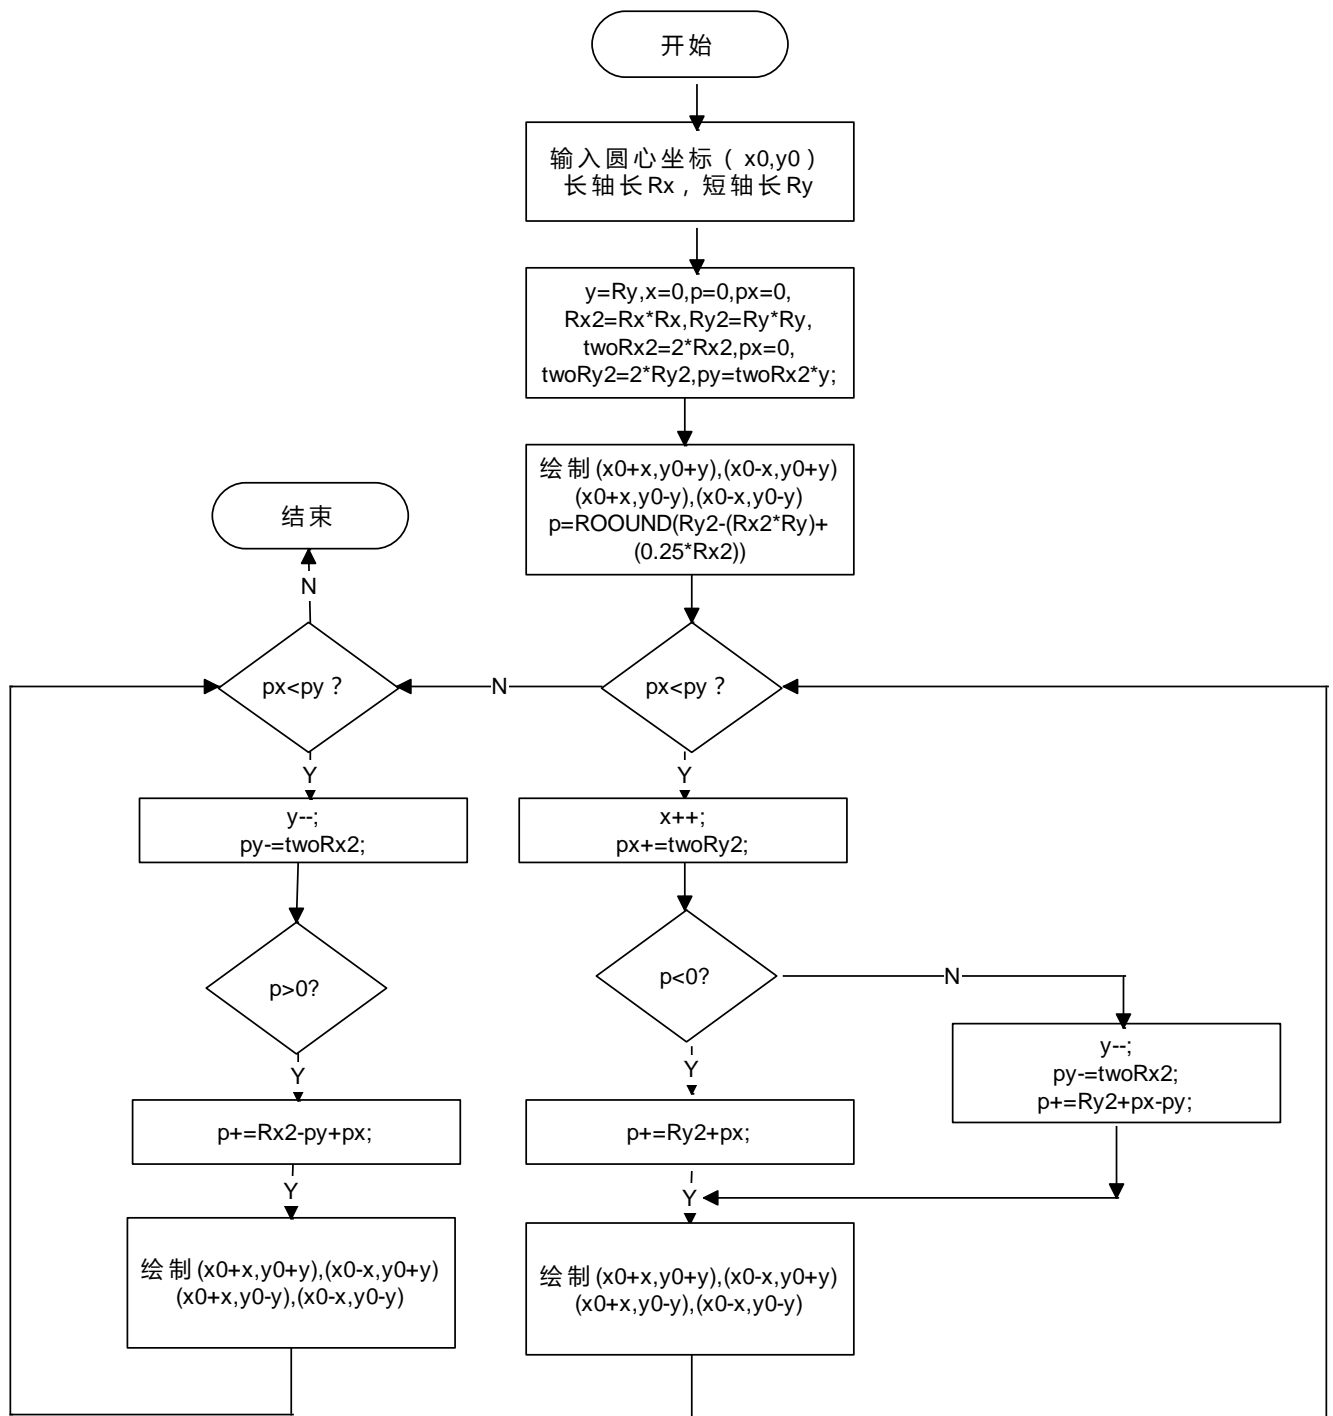 开始
输入圆心坐标（x0,y0）
长轴长Rx，短轴长Ry
y=Ry,x=0,p=0,px=0,
Rx2=Rx*Rx,Ry2=Ry*Ry,
twoRx2=2*Rx2,px=0,
twoRy2=2*Ry2,py=twoRx2*y;
绘制(x0+x,y0+y),(x0-x,y0+y)
(x0+x,y0-y),(x0-x,y0-y)
p=ROOUND(Ry2-(Rx2*Ry)+
(0.25*Rx2))
结束
N
px<py？
N
px<py？
Y
Y
y--;
py-=twoRx2;
x++;
px+=twoRy2;
p>0?
p<0?
N
Y
Y
y--;
py-=twoRx2;
p+=Ry2+px-py;
p+=Rx2-py+px;
p+=Ry2+px;
Y
Y
绘制(x0+x,y0+y),(x0-x,y0+y)
(x0+x,y0-y),(x0-x,y0-y)
绘制(x0+x,y0+y),(x0-x,y0+y)
(x0+x,y0-y),(x0-x,y0-y)